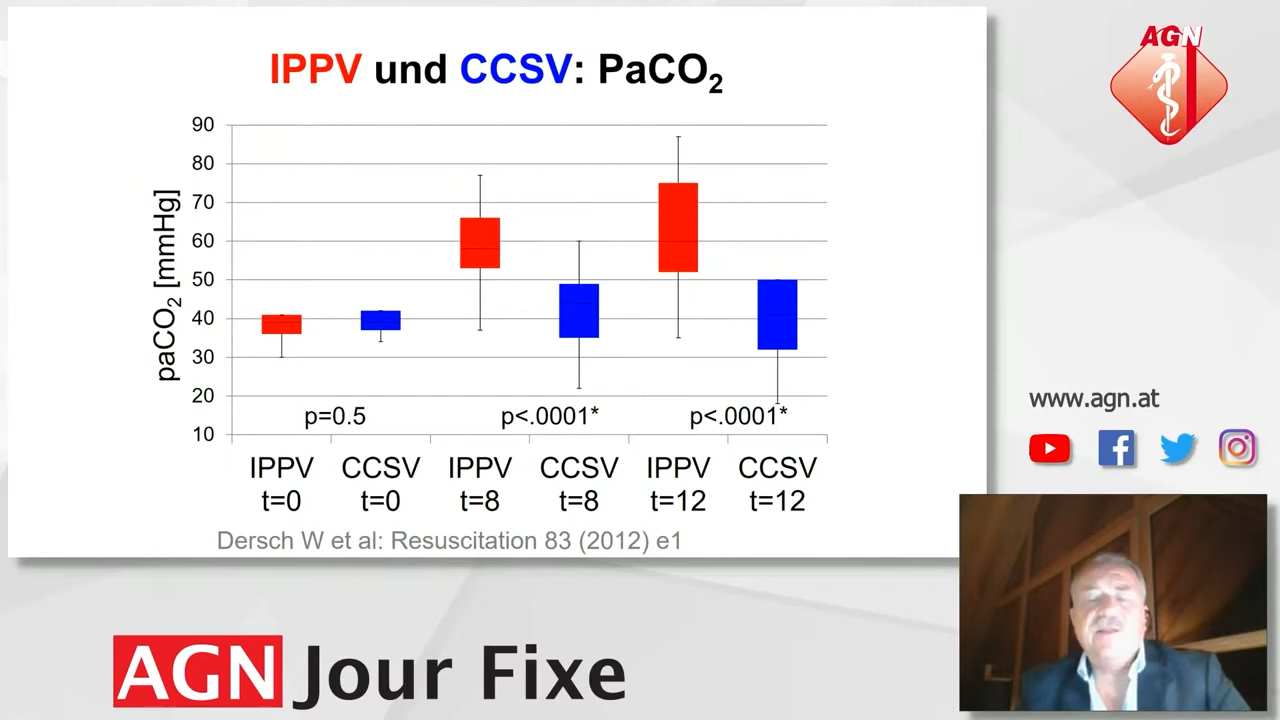 IPPV und CCSV: PaCO₂
AGN
90
80
70
60
50
40
30
20
10
paCO₂ [mmHg]
p=0.5
p<.0001*
p<.0001*
IPPV CCSV IPPV CCSV IPPV CCSV
t=0 t=0 t=8 t=8 t=12 t=12
Dersch W et al: Resuscitation 83 (2012) e1
www.agn.at
AGN Jour Fixe